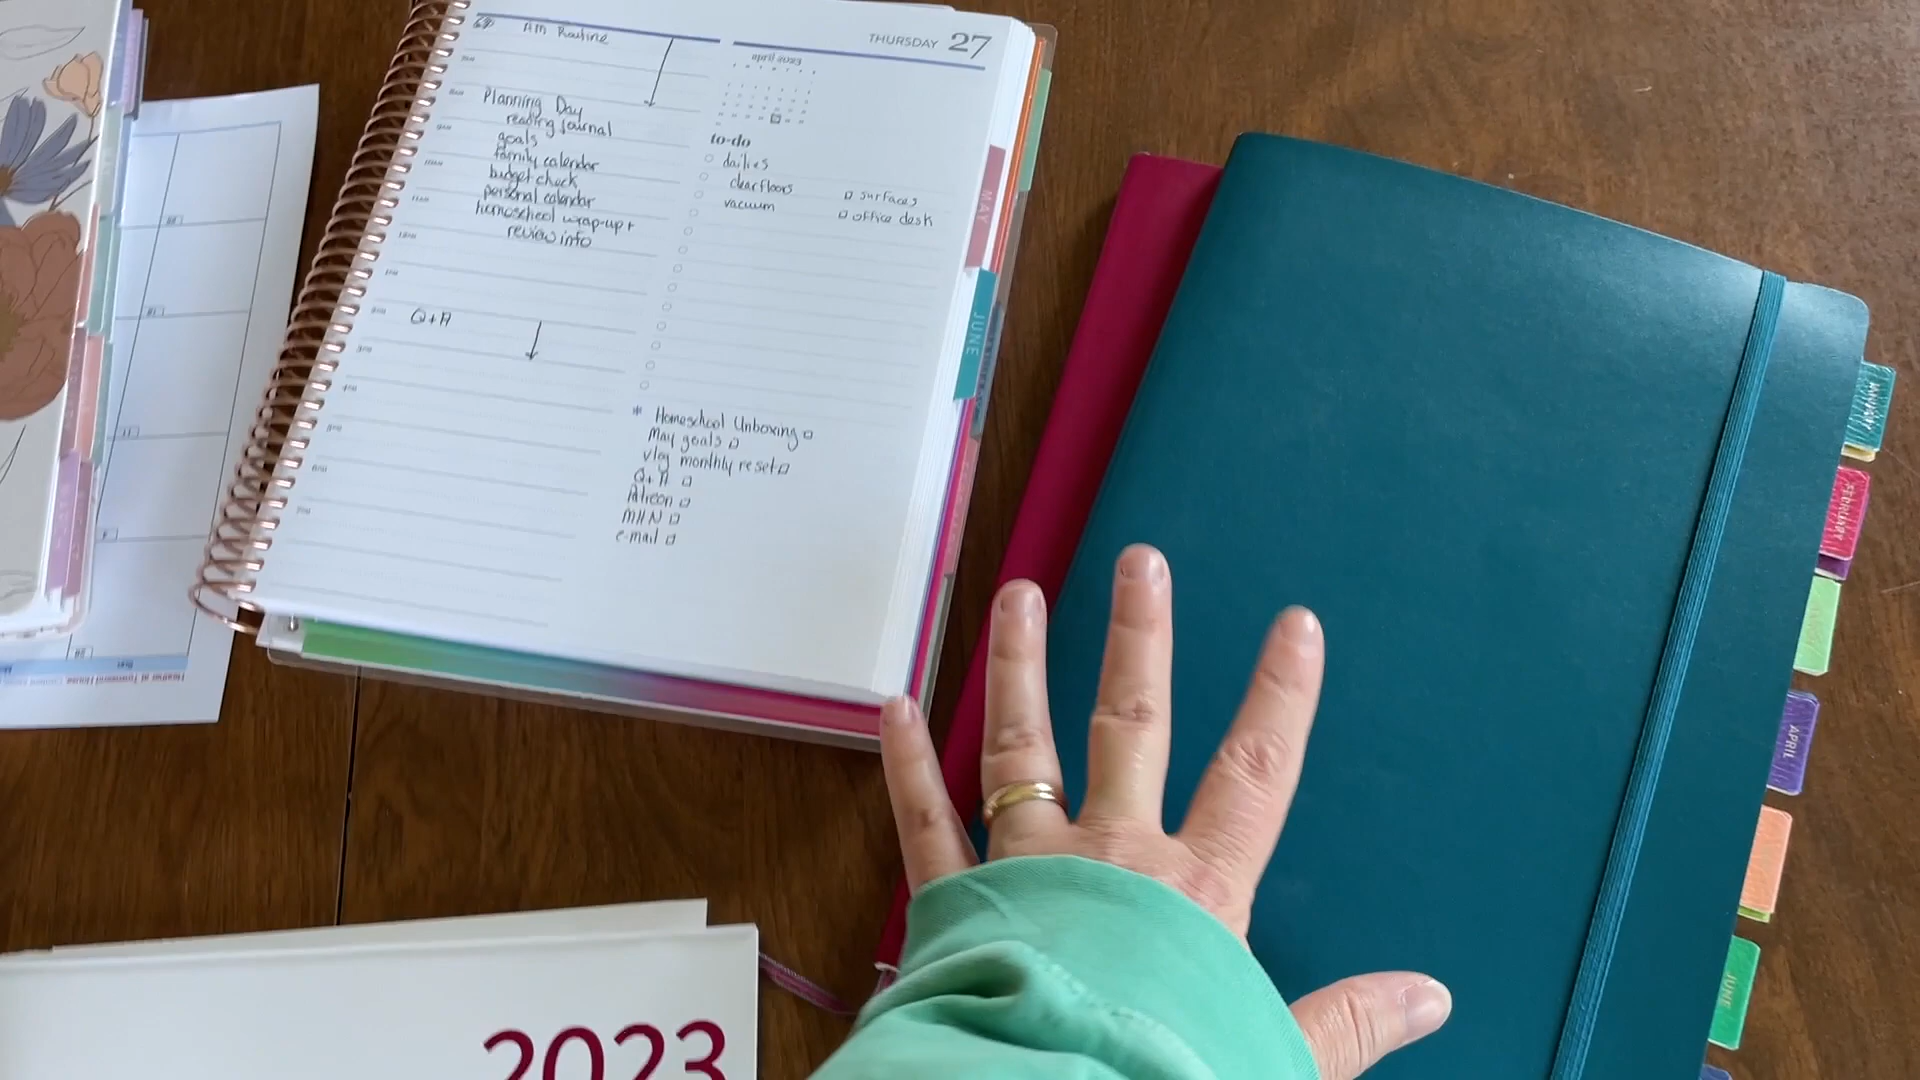 AM Routine
THURSDAY 27
april 2023
Planning Day
reading journal
goals
family calendar
budget check
personal calendar
homeschool wrap-up +
review info
Q+A
to-do
dailies
clear floors
surfaces
vacuum
office desk
* Homeschool Unboxing
May goals
vlog monthly reset
Q+A
Patreon
MHN
e-mail
MAY
JUNE
JANUARY
FEBRUARY
APRIL
JUNE
2023